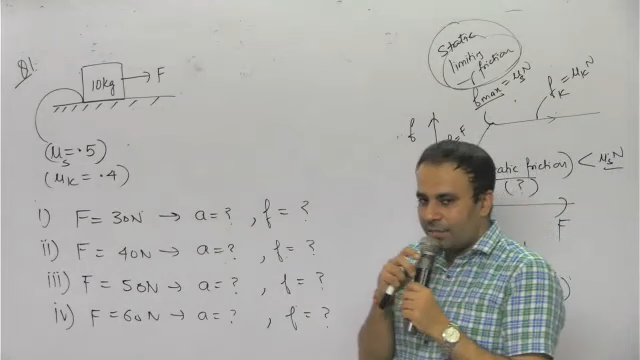 Q1.
10kg → F
(μs = .5)
(μK = .4)
i) F = 30N → a = ? , f = ?
ii) F = 40N → a = ? , f = ?
iii) F = 50N → a = ? , f = ?
iv) F = 60N → a = ? , f = ?
Static
limiting
friction
fmax = μsN
fK = μKN
f
atic friction) < μsN
(?)
F